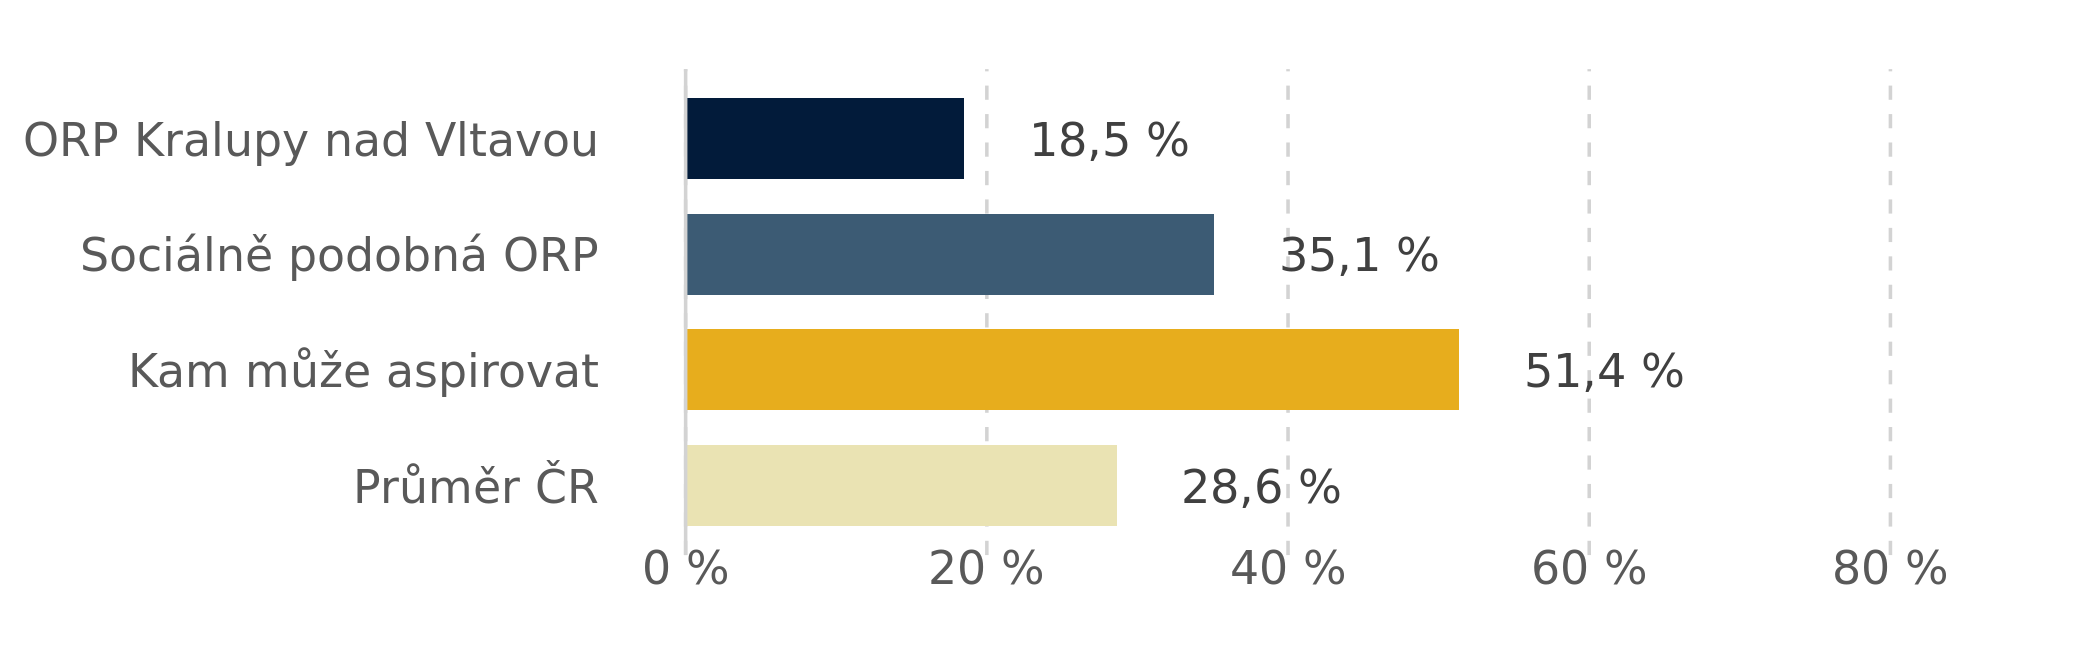 ORP Kralupy nad Vltavou 18,5 %
Sociálně podobná ORP 35,1 %
Kam může aspirovat 51,4 %
Průměr ČR 28,6 %
0 % 20 % 40 % 60 % 80 %